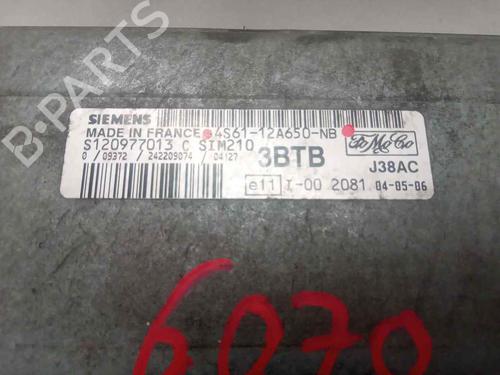 SIEMENS
MADE IN FRANCE 4S61-12A650-NB
S120977013 C SIM210
0 / 09372 / 242209074 / 04127
3BTB
FoMoCo
J38AC
e11 I-00 2081 04-05-06
6070
B-PARTS